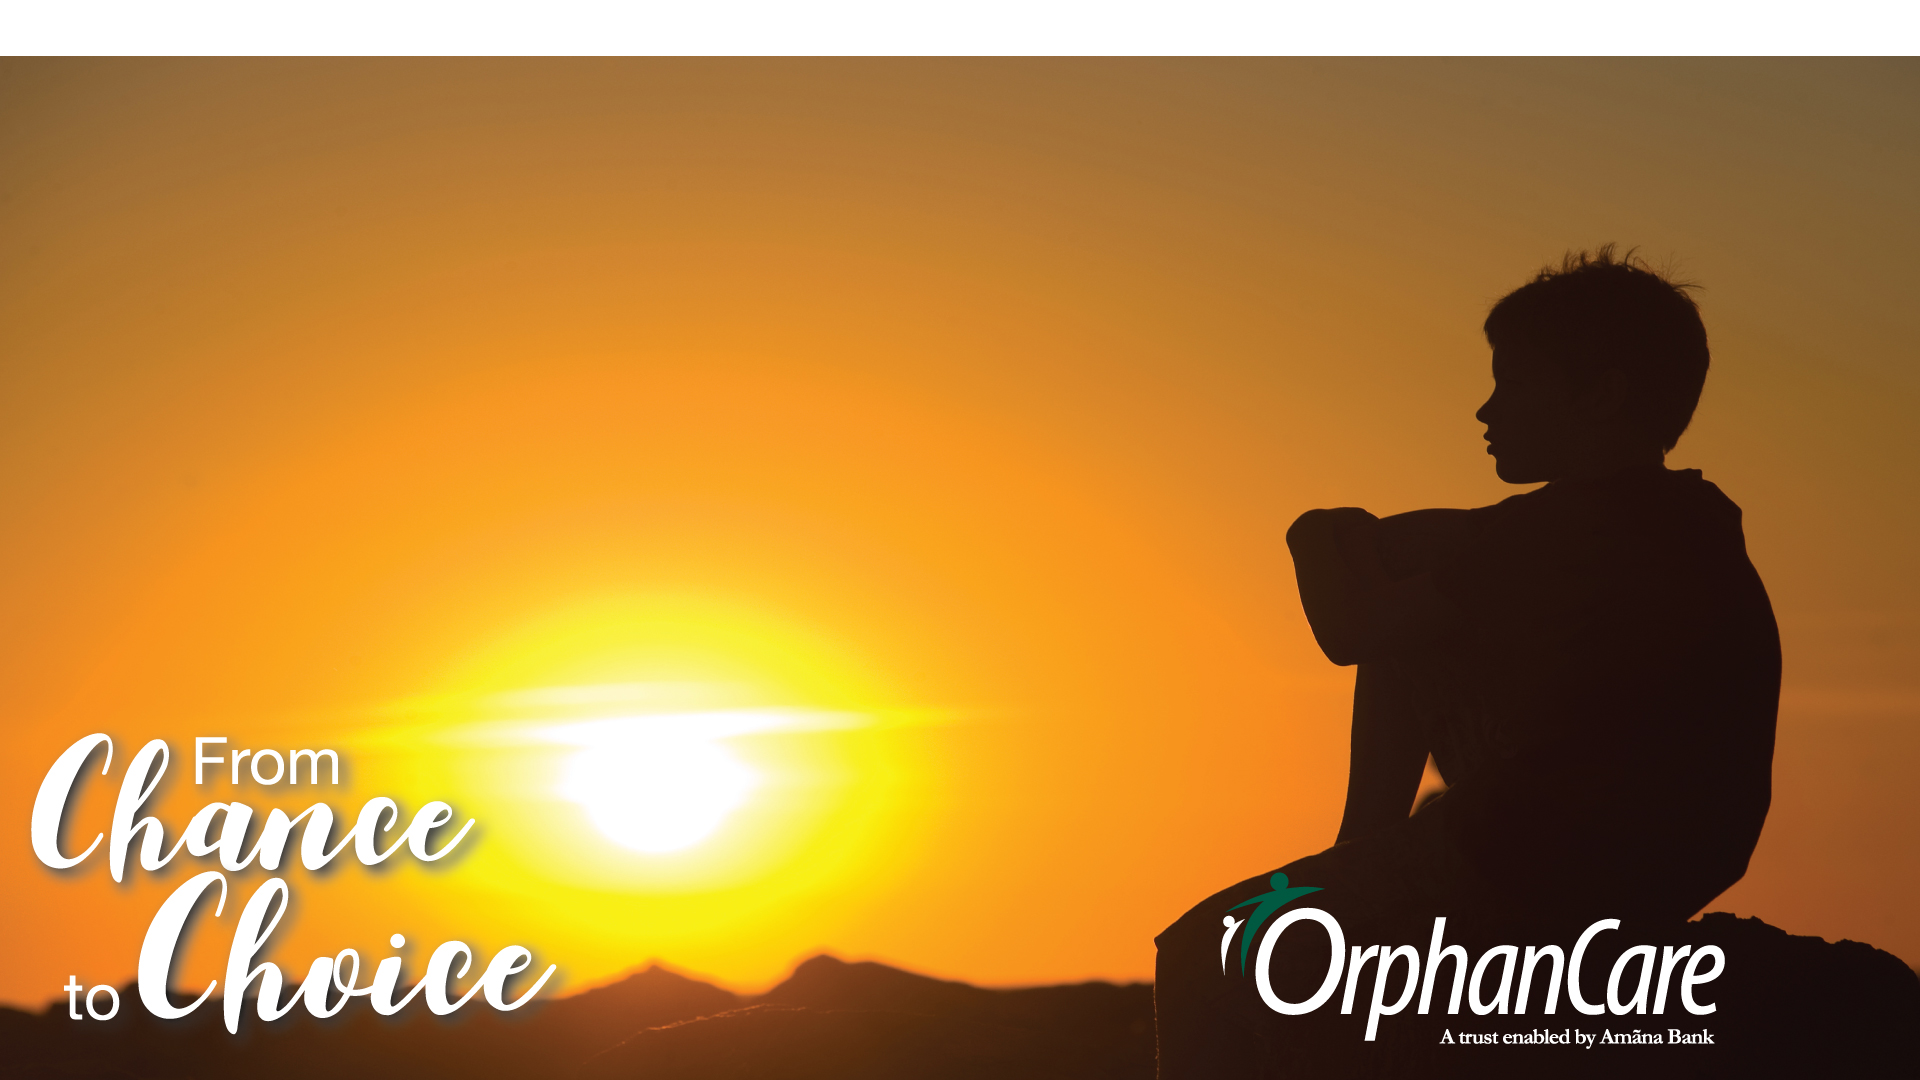 From
Chance
to Choice
OrphanCare
A trust enabled by Amãna Bank